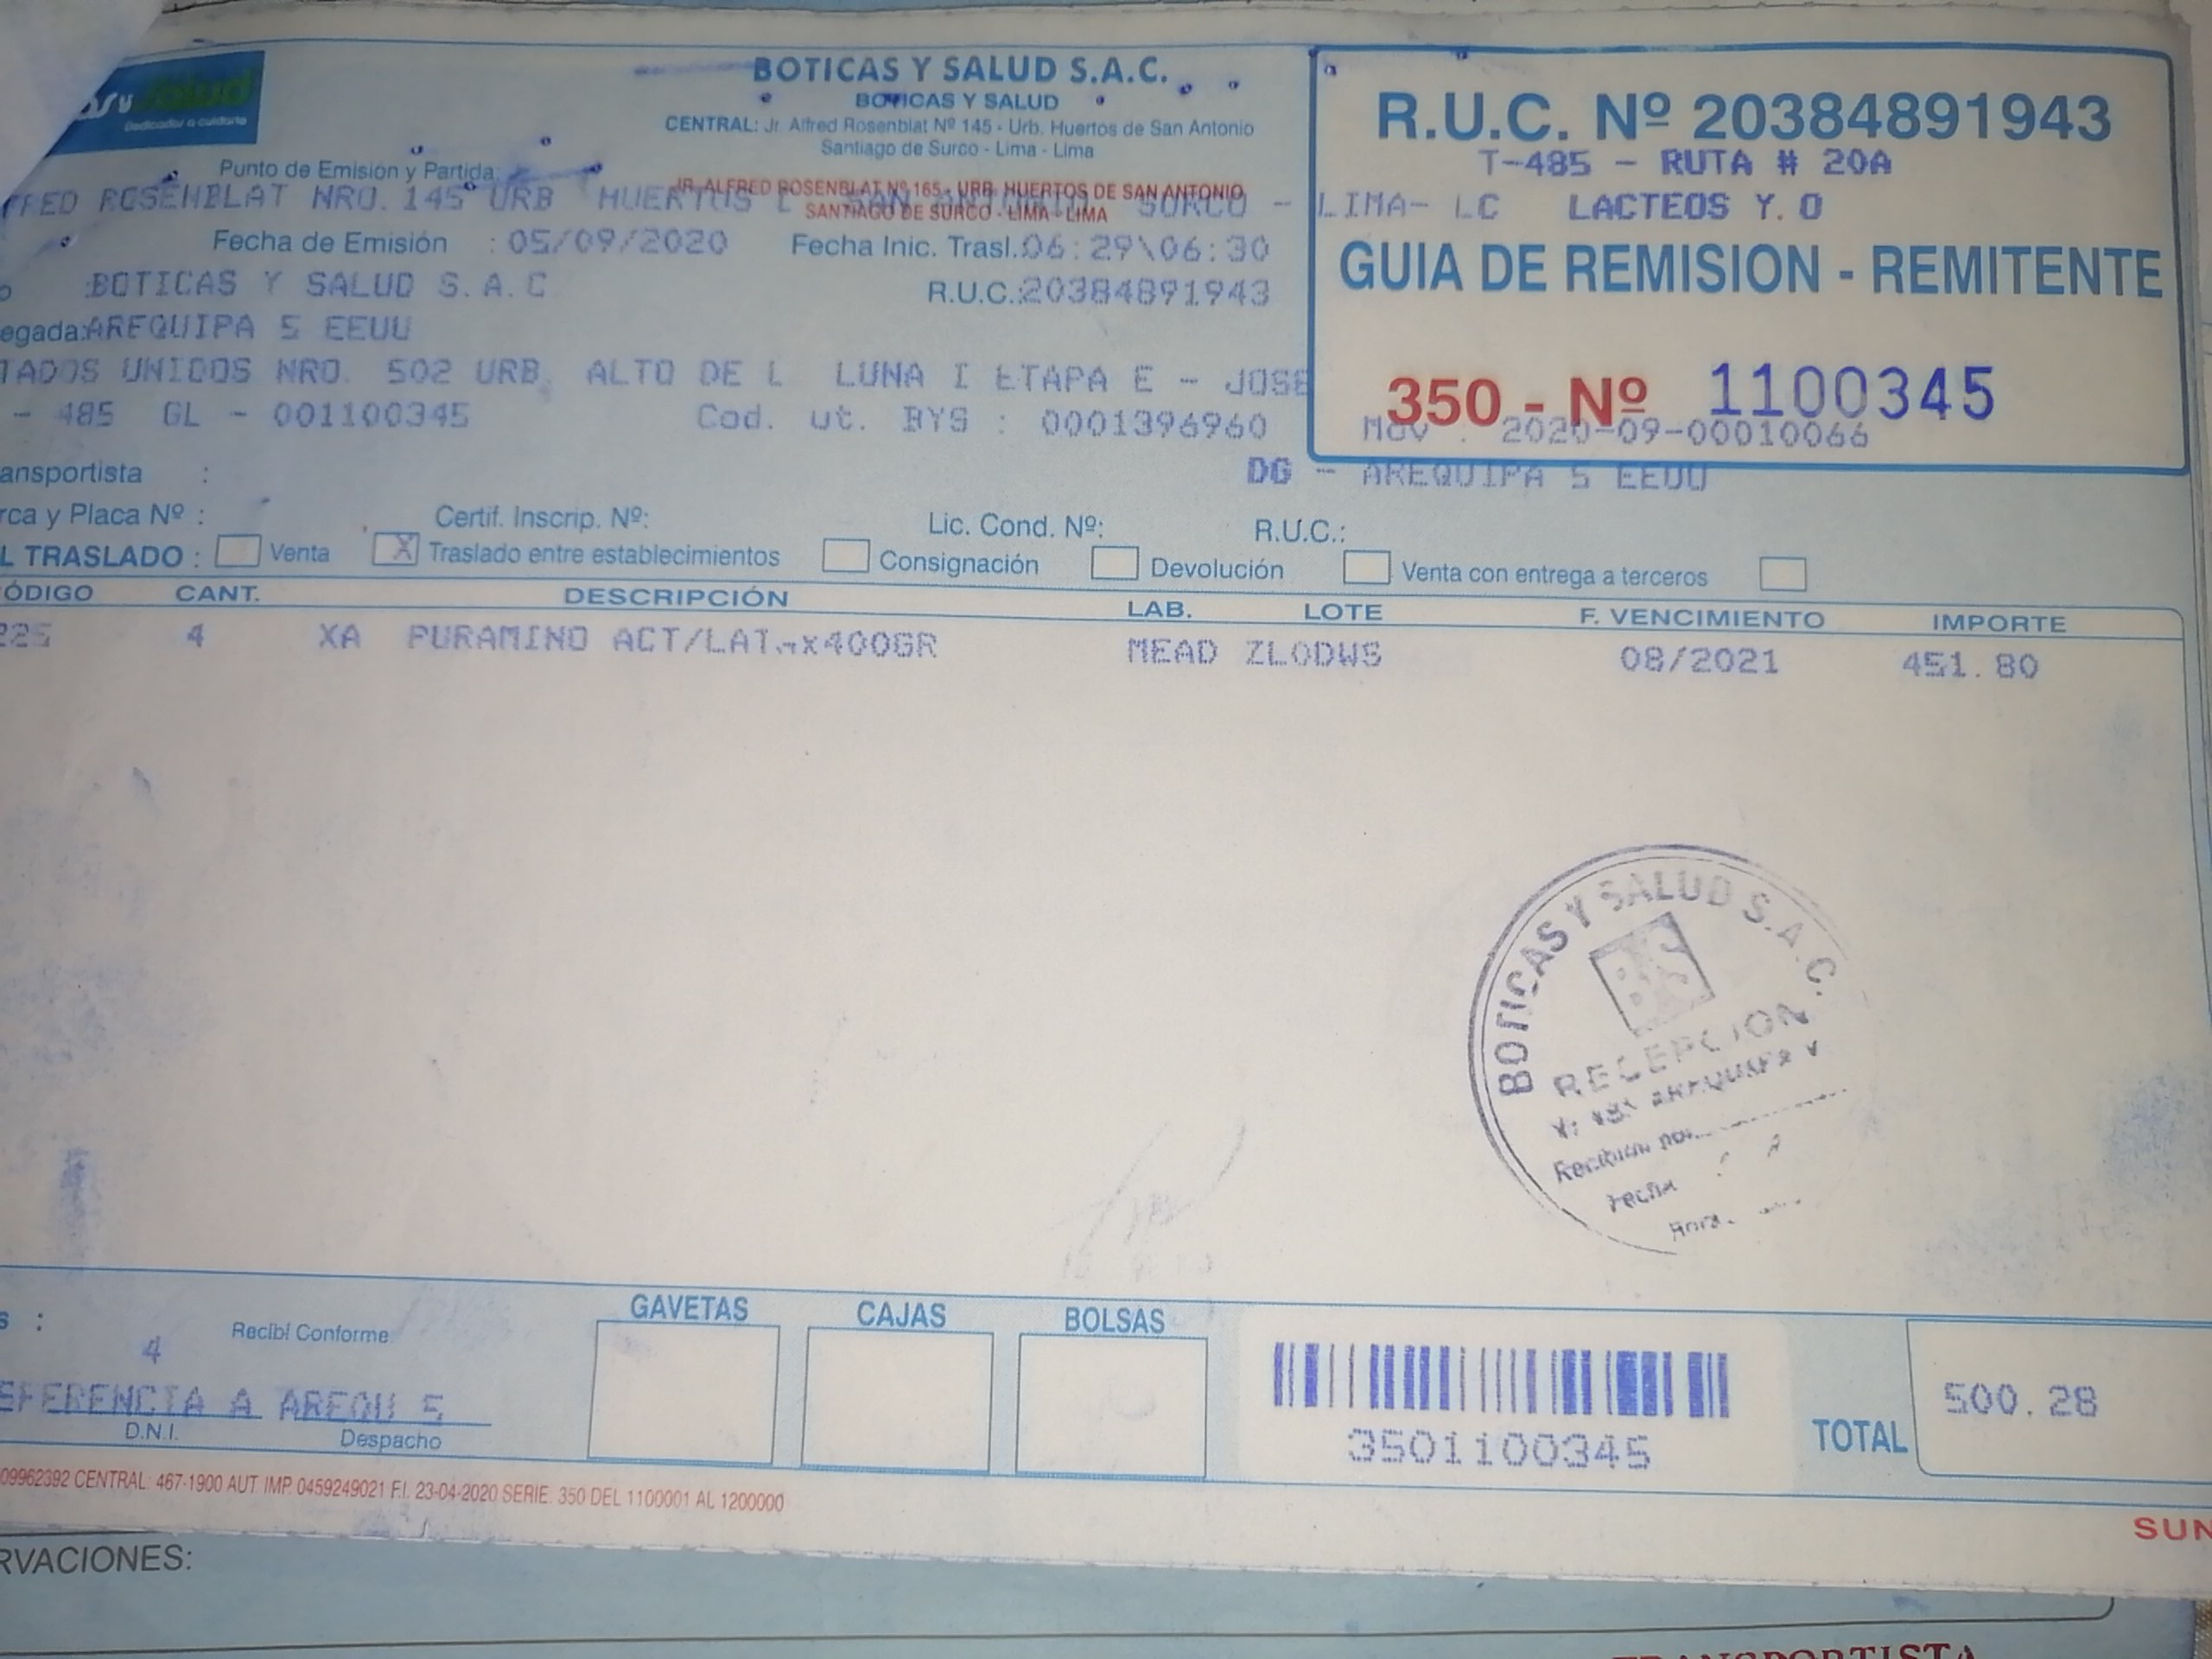 Salud
Dedicados a cuidarte
BOTICAS Y SALUD S.A.C.
BOTICAS Y SALUD
CENTRAL: Jr. Alfred Rosenblat Nº 145 - Urb. Huertos de San Antonio
Santiago de Surco - Lima - Lima
JR. ALFRED ROSENBLAT Nº 165 - URB. HUERTOS DE SAN ANTONIO
SANTIAGO DE SURCO - LIMA - LIMA
R.U.C. Nº 20384891943
T-485 - RUTA # 20A
Punto de Emisión y Partida:
FRED ROSENBLAT NRO. 145 URB HUERTOS SURCO - LIMA- LC LACTEOS Y. O
GUIA DE REMISION - REMITENTE
Fecha de Emisión : 05/09/2020 Fecha Inic. Trasl.:06:29\06:30
:BOTICAS Y SALUD S.A.C R.U.C.:20384891943
egada:AREQUIPA 5 EEUU
TADOS UNIDOS NRO. 502 URB. ALTO DE L LUNA I ETAPA E - JOSE
350 - Nº 1100345
- 485 GL - 001100345 Cod. ut. BYS : 0001396960 Mov . 2020-09-00010066
ansportista : DG - AREQUIPA 5 EEUU
rca y Placa Nº : Certif. Inscrip. Nº: Lic. Cond. Nº: R.U.C.:
L TRASLADO : Venta X Traslado entre establecimientos Consignación Devolución Venta con entrega a terceros
ÓDIGO CANT. DESCRIPCIÓN LAB. LOTE F. VENCIMIENTO IMPORTE
225 4 XA PURAMINO ACT/LAT.x400GR MEAD ZL0DWS 08/2021 451.80
BOTICAS Y SALUD S.A.C.
RECEPCION
Fecha
Hora
s : 4 Recibí Conforme GAVETAS CAJAS BOLSAS
EFERENCIA A AREQU 5
D.N.I. Despacho
3501100345
TOTAL 500.28
09962392 CENTRAL: 467-1900 AUT. IMP. 0459249021 F.I. 23-04-2020 SERIE. 350 DEL 1100001 AL 1200000
SUN
RVACIONES:
TRANSPORTISTA